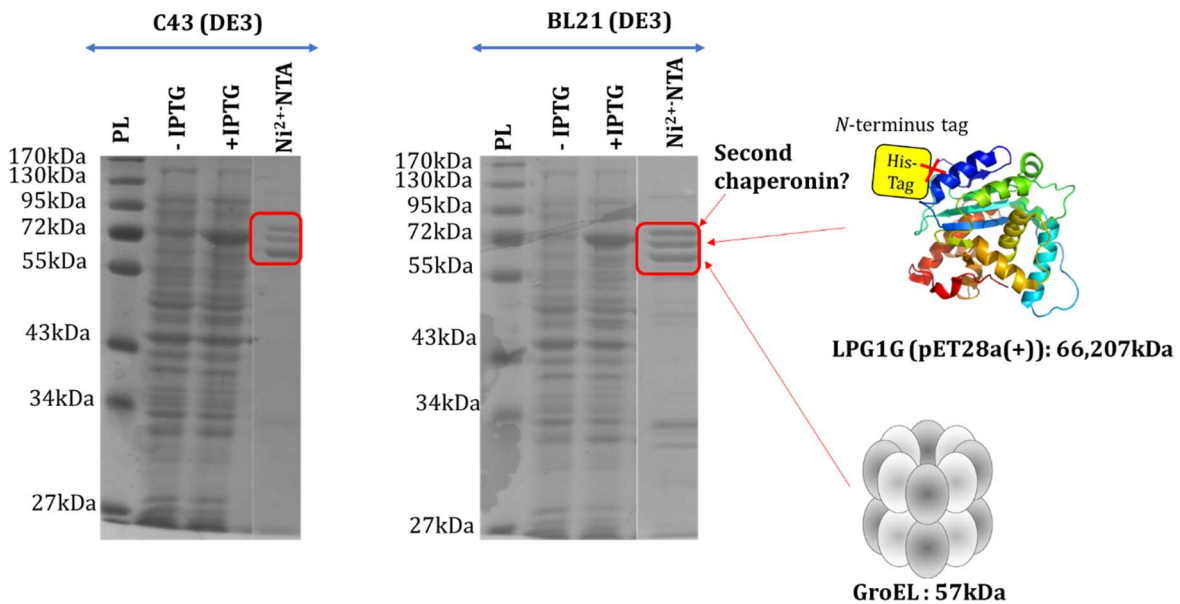 C43 (DE3)
PL
- IPTG
+IPTG
Ni²⁺-NTA
170kDa
130kDa
95kDa
72kDa
55kDa
43kDa
34kDa
27kDa
BL21 (DE3)
PL
- IPTG
+IPTG
Ni²⁺-NTA
170kDa
130kDa
95kDa
72kDa
55kDa
43kDa
34kDa
27kDa
Second
chaperonin?
N-terminus tag
His-
Tag
LPG1G (pET28a(+)): 66,207kDa
GroEL : 57kDa